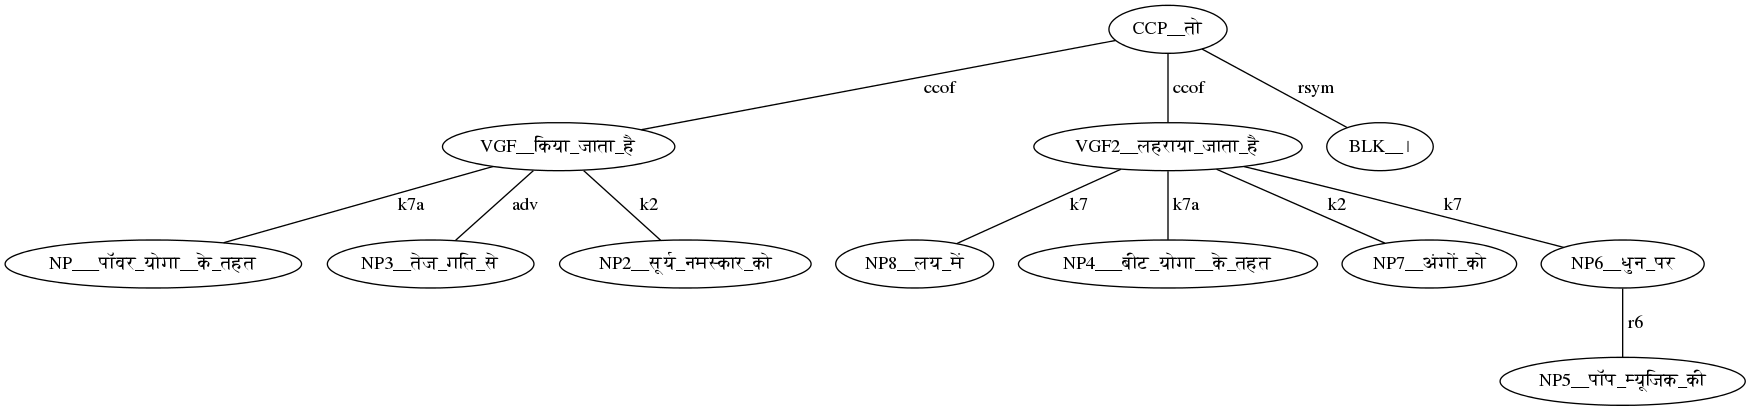 CCP__तो
ccof ccof rsym
VGF__किया_जाता_है VGF2__लहराया_जाता_है BLK__।
k7a adv k2 k7 k7a k2 k7
NP___पॉवर_योगा__के_तहत NP3__तेज_गति_से NP2__सूर्य_नमस्कार_को NP8__लय_में NP4___बीट_योगा__के_तहत NP7__अंगों_को NP6__धुन_पर
r6
NP5__पॉप_म्यूजिक_की